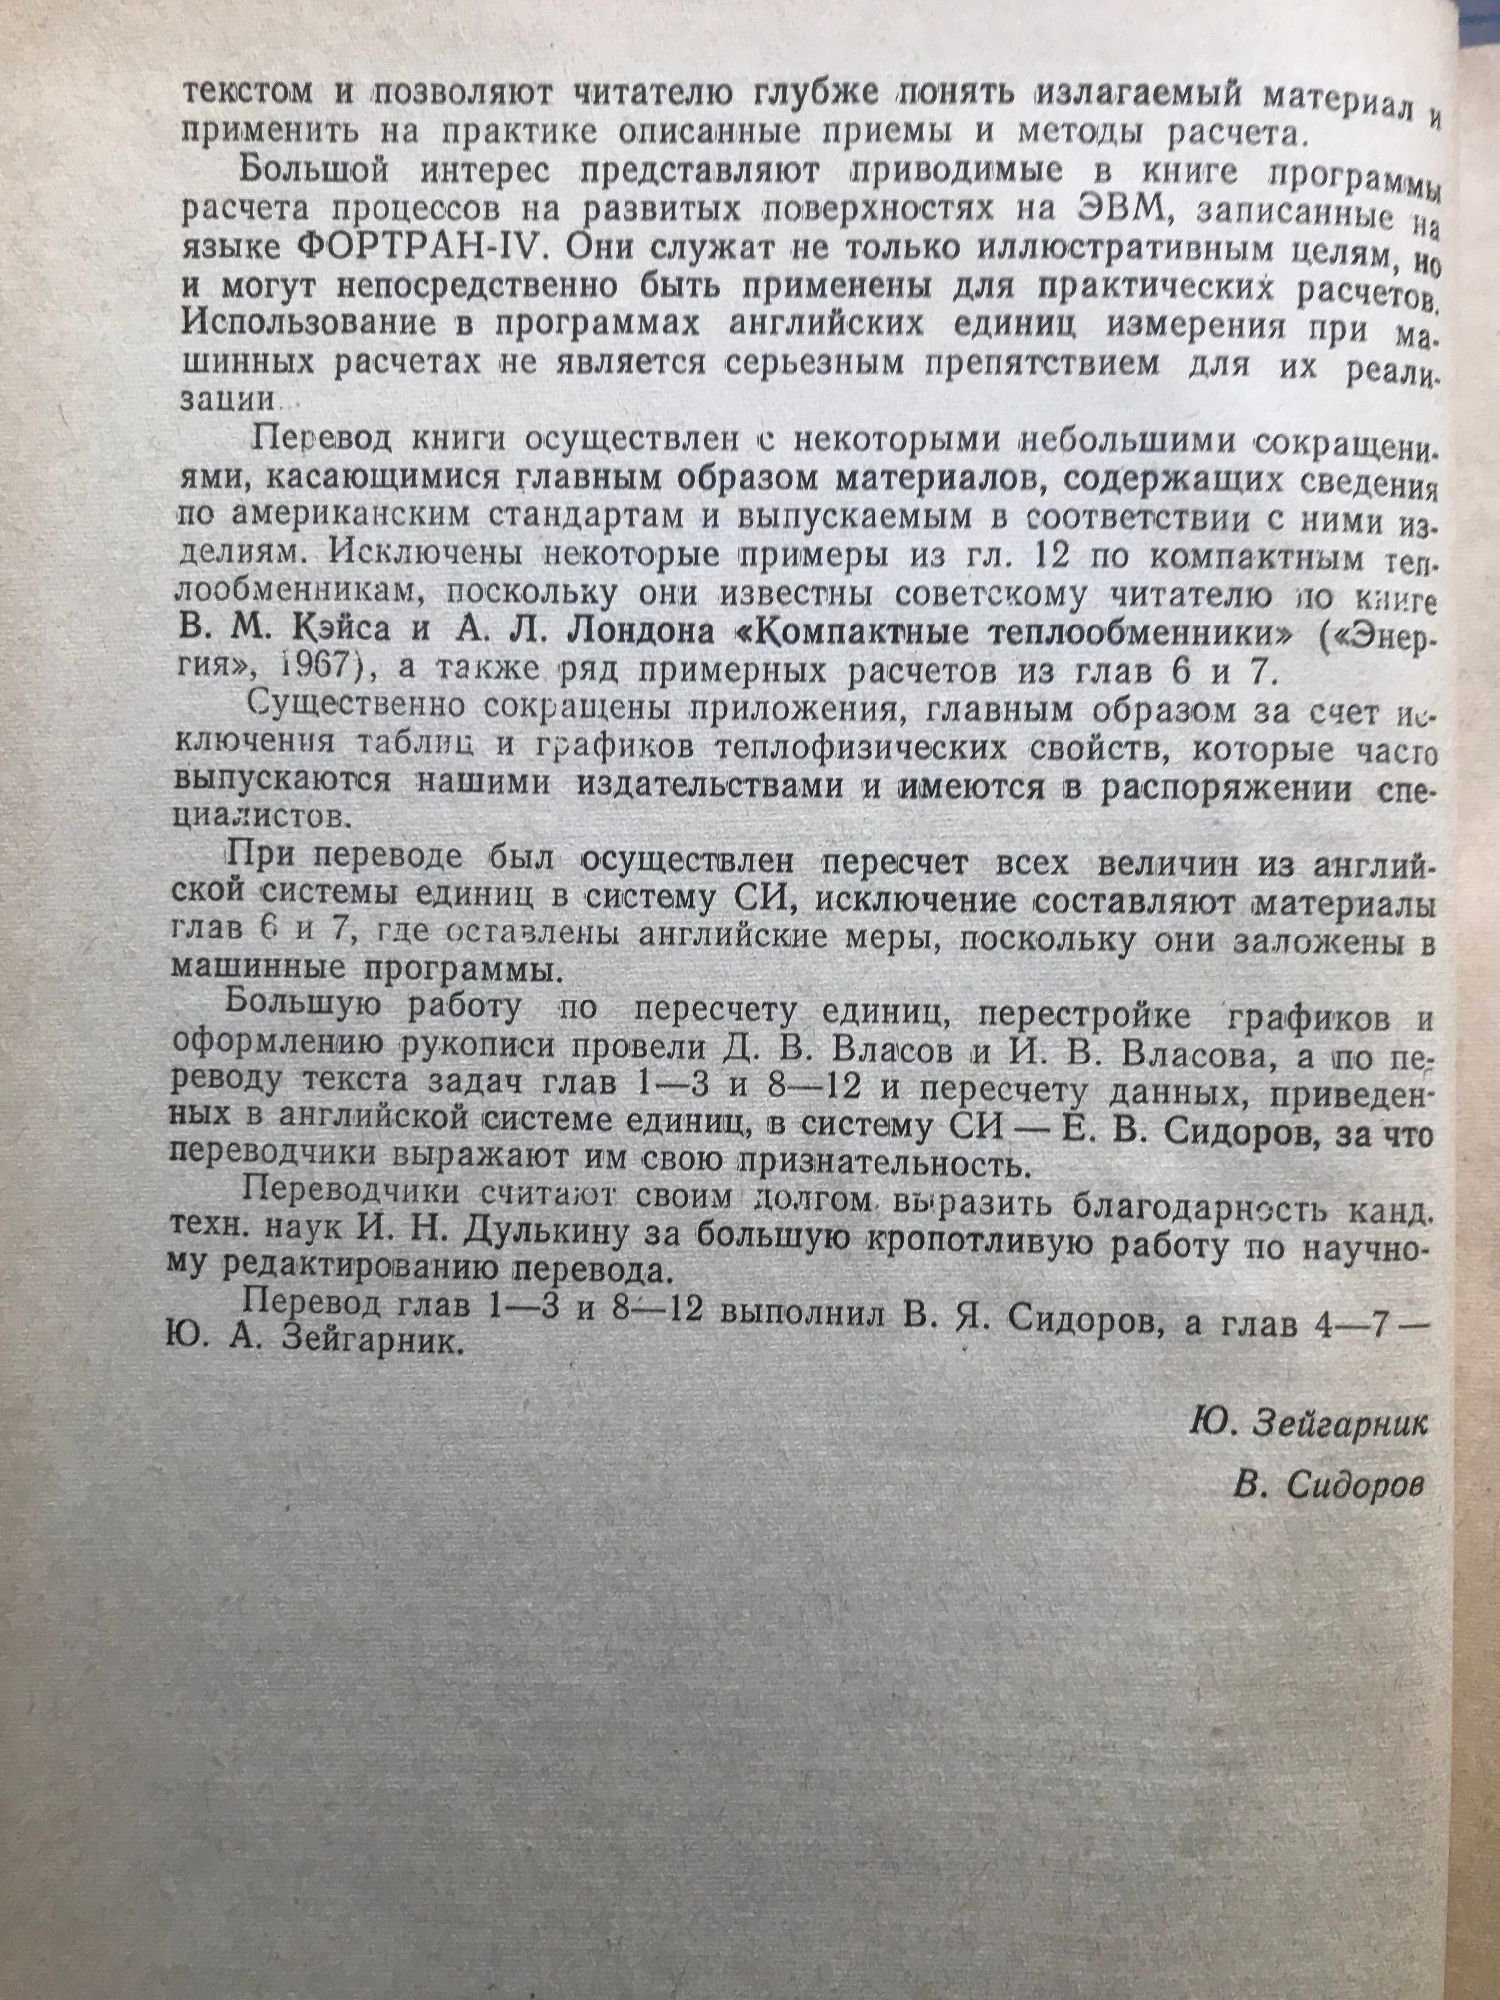 текстом и позволяют читателю глубже понять излагаемый материал и
применить на практике описанные приемы и методы расчета.
Большой интерес представляют приводимые в книге программы
расчета процессов на развитых поверхностях на ЭВМ, записанные на
языке ФОРТРАН-IV. Они служат не только иллюстративным целям, но
и могут непосредственно быть применены для практических расчетов.
Использование в программах английских единиц измерения при ма-
шинных расчетах не является серьезным препятствием для их реали-
зации.
Перевод книги осуществлен с некоторыми небольшими сокращени-
ями, касающимися главным образом материалов, содержащих сведения
по американским стандартам и выпускаемым в соответствии с ними из-
делиям. Исключены некоторые примеры из гл. 12 по компактным теп-
лообменникам, поскольку они известны советскому читателю по книге
В. М. Кэйса и А. Л. Лондона «Компактные теплообменники» («Энер-
гия», 1967), а также ряд примерных расчетов из глав 6 и 7.
Существенно сокращены приложения, главным образом за счет ис-
ключения таблиц и графиков теплофизических свойств, которые часто
выпускаются нашими издательствами и имеются в распоряжении спе-
циалистов.
При переводе был осуществлен пересчет всех величин из англий-
ской системы единиц в систему СИ, исключение составляют материалы
глав 6 и 7, где оставлены английские меры, поскольку они заложены в
машинные программы.
Большую работу по пересчету единиц, перестройке графиков и
оформлению рукописи провели Д. В. Власов и И. В. Власова, а по пе-
реводу текста задач глав 1—3 и 8—12 и пересчету данных, приведен-
ных в английской системе единиц, в систему СИ — Е. В. Сидоров, за что
переводчики выражают им свою признательность.
Переводчики считают своим долгом выразить благодарность канд.
техн. наук И. Н. Дулькину за большую кропотливую работу по научно-
му редактированию перевода.
Перевод глав 1—3 и 8—12 выполнил В. Я. Сидоров, а глав 4—7 —
Ю. А. Зейгарник.
Ю. Зейгарник
В. Сидоров